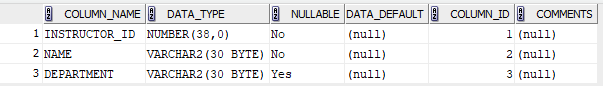 COLUMN_NAME DATA_TYPE NULLABLE DATA_DEFAULT COLUMN_ID COMMENTS
1 INSTRUCTOR_ID NUMBER(38,0) No (null) 1 (null)
2 NAME VARCHAR2(30 BYTE) No (null) 2 (null)
3 DEPARTMENT VARCHAR2(30 BYTE) Yes (null) 3 (null)